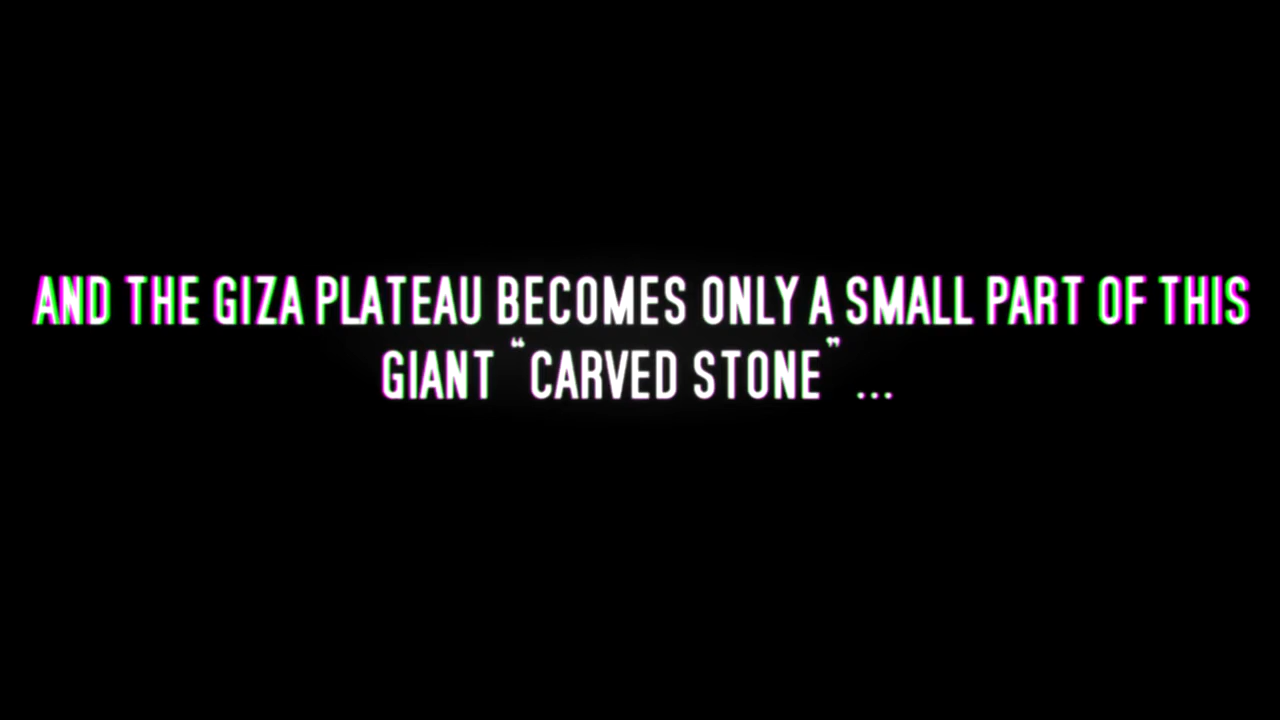 AND THE GIZA PLATEAU BECOMES ONLY A SMALL PART OF THIS
GIANT “CARVED STONE” ...